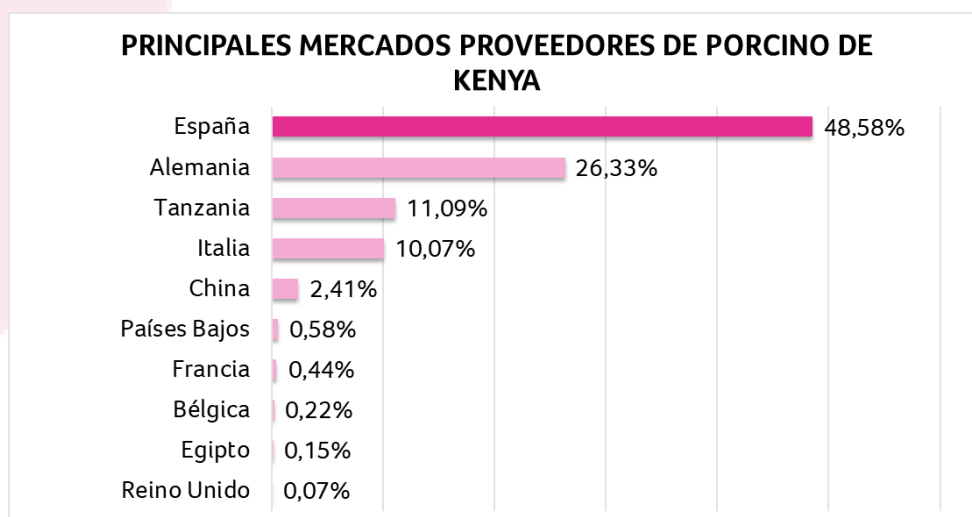 PRINCIPALES MERCADOS PROVEEDORES DE PORCINO DE
KENYA
España 48,58%
Alemania 26,33%
Tanzania 11,09%
Italia 10,07%
China 2,41%
Países Bajos 0,58%
Francia 0,44%
Bélgica 0,22%
Egipto 0,15%
Reino Unido 0,07%